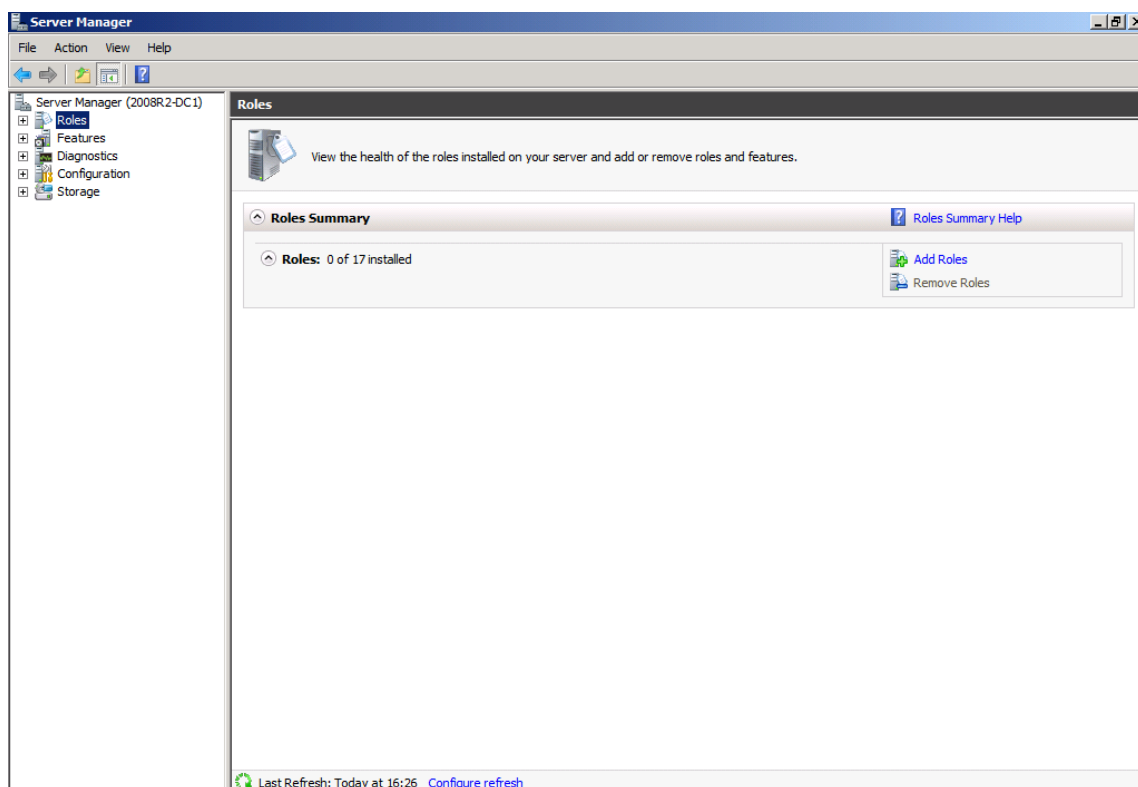 Server Manager
File Action View Help
Server Manager (2008R2-DC1)
Roles
Features
Diagnostics
Configuration
Storage
Roles
View the health of the roles installed on your server and add or remove roles and features.
Roles Summary
Roles Summary Help
Roles: 0 of 17 installed
Add Roles
Remove Roles
Last Refresh: Today at 16:26 Configure refresh